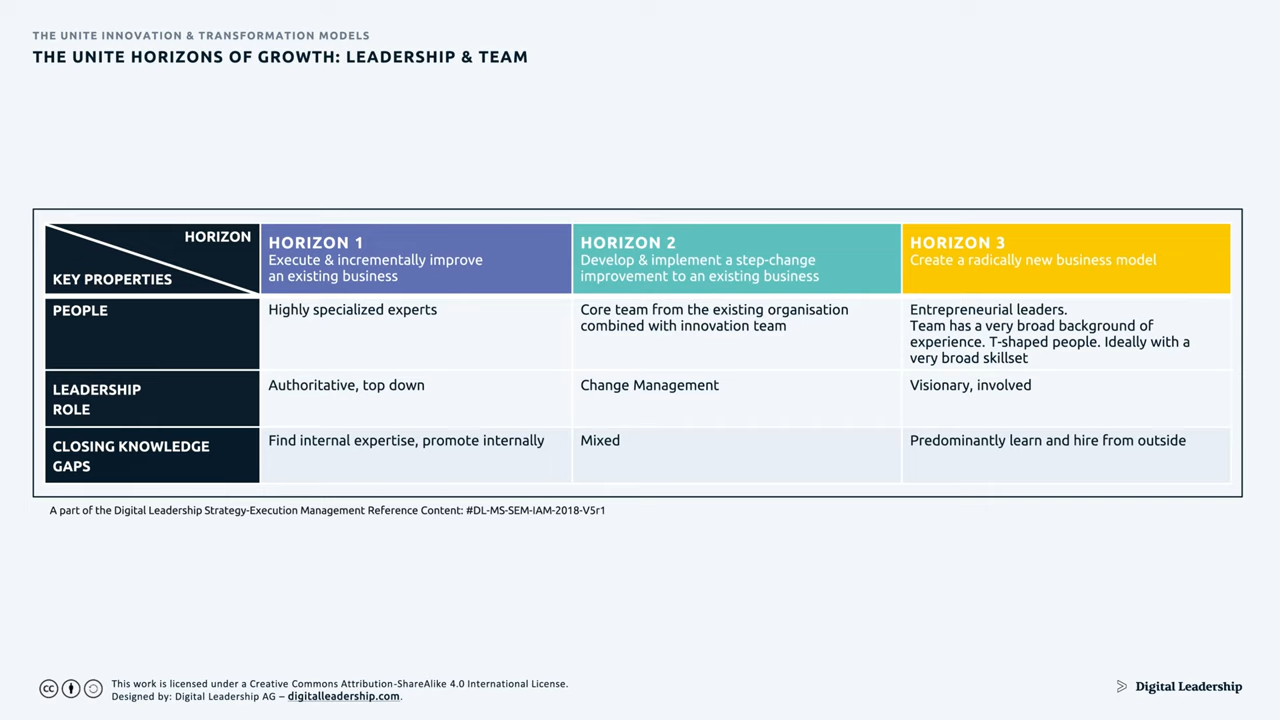 THE UNITE INNOVATION & TRANSFORMATION MODELS
THE UNITE HORIZONS OF GROWTH: LEADERSHIP & TEAM
HORIZON
KEY PROPERTIES
HORIZON 1
Execute & incrementally improve
an existing business
HORIZON 2
Develop & implement a step-change
improvement to an existing business
HORIZON 3
Create a radically new business model
PEOPLE
Highly specialized experts
Core team from the existing organisation
combined with innovation team
Entrepreneurial leaders.
Team has a very broad background of
experience. T-shaped people. Ideally with a
very broad skillset
LEADERSHIP
ROLE
Authoritative, top down
Change Management
Visionary, involved
CLOSING KNOWLEDGE
GAPS
Find internal expertise, promote internally
Mixed
Predominantly learn and hire from outside
A part of the Digital Leadership Strategy-Execution Management Reference Content: #DL-MS-SEM-IAM-2018-V5r1
cc
This work is licensed under a Creative Commons Attribution-ShareAlike 4.0 International License.
Designed by: Digital Leadership AG – digitalleadership.com.
Digital Leadership